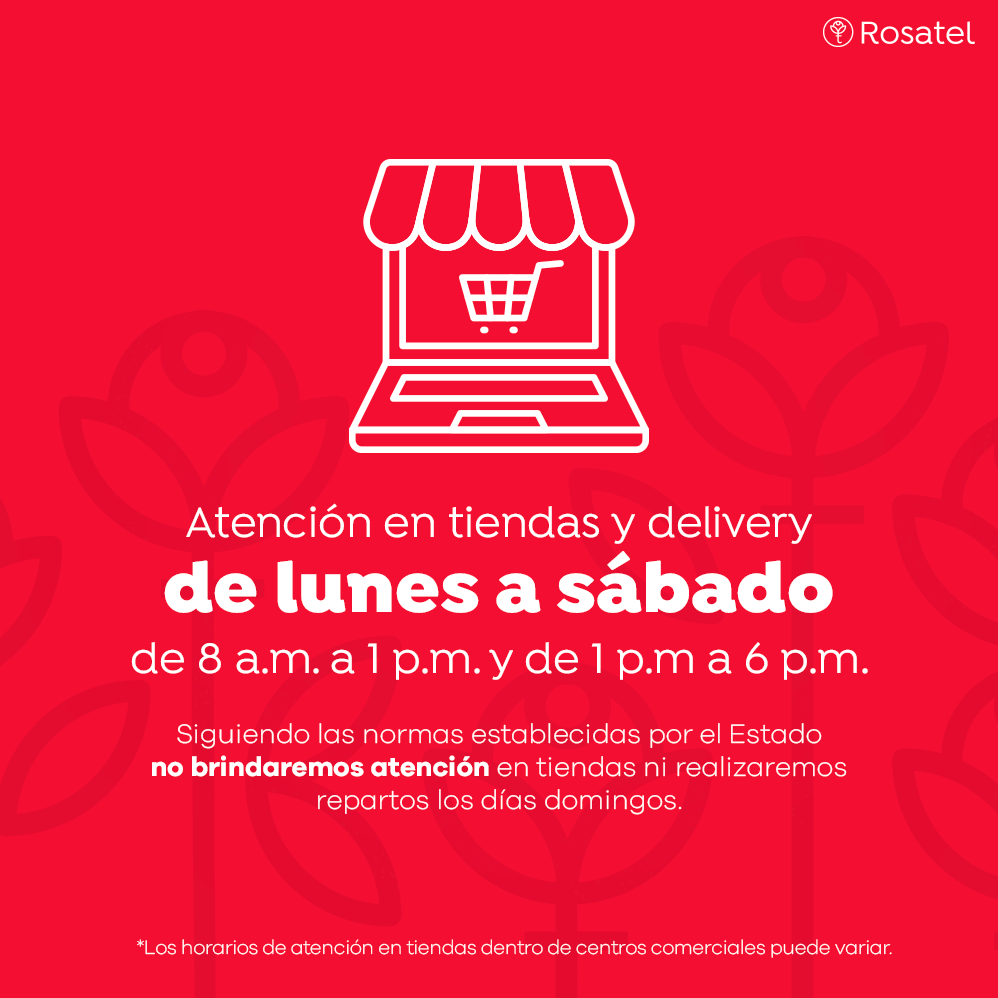 Rosatel
Atención en tiendas y delivery
de lunes a sábado
de 8 a.m. a 1 p.m. y de 1 p.m a 6 p.m.
Siguiendo las normas establecidas por el Estado
no brindaremos atención en tiendas ni realizaremos
repartos los días domingos.
*Los horarios de atención en tiendas dentro de centros comerciales puede variar.